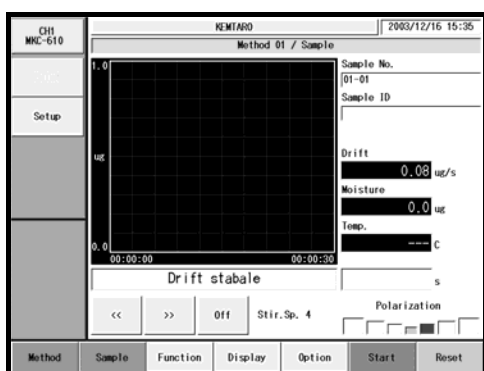 CH1
MKC-610
KEMTARO
2003/12/16 15:35
Method 01 / Sample
Setup
1.0
ug
0.0
00:00:00
00:00:30
Sample No.
01-01
Sample ID
Drift
0.08 ug/s
Moisture
0.0 ug
Temp.
--- C
Drift stabale
s
<<
>>
Off
Stir.Sp. 4
Polarization
Method
Sample
Function
Display
Option
Start
Reset